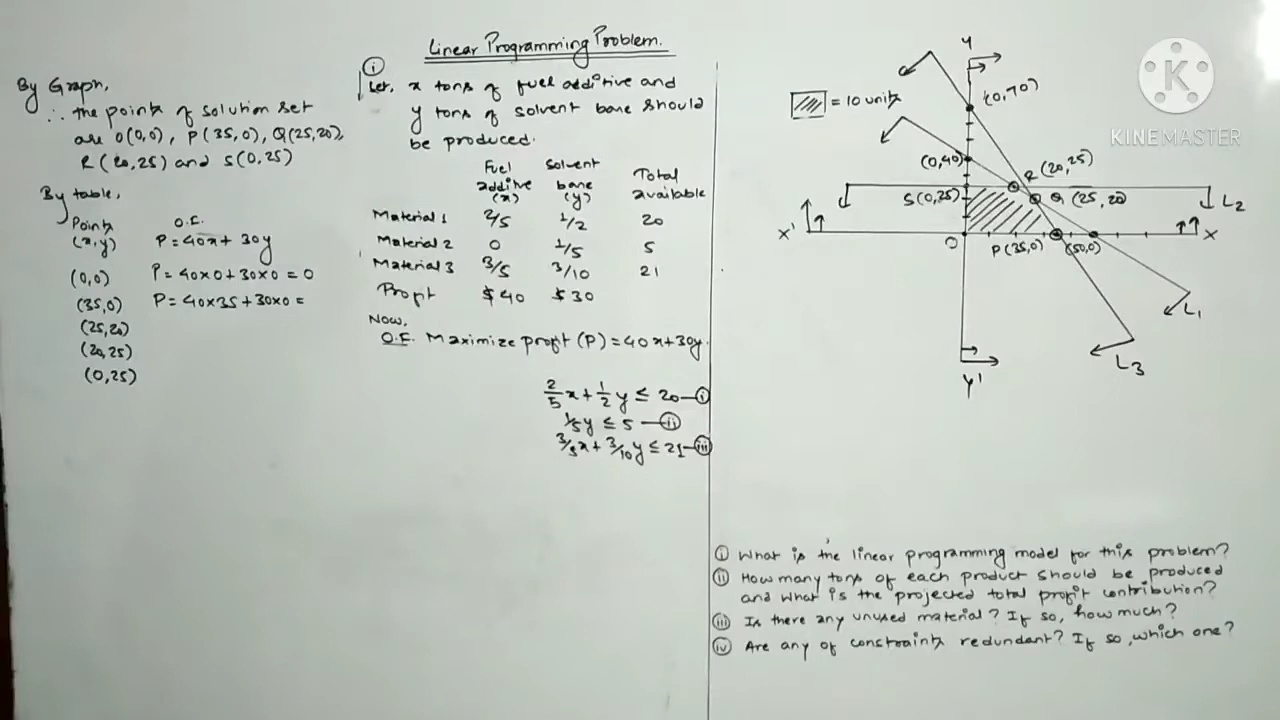 Linear Programming Problem.
By Graph,
∴ the points of solution set
are O(0,0), P(35,0), Q(25,20),
R(20,25) and S(0,25)
By table,
Points O.F.
(x,y) P=40x+30y
(0,0) P=40×0+30×0=0
(35,0) P=40×35+30×0=
(25,20)
(20,25)
(0,25)
(i)
Let, x tons of fuel additive and
y tons of solvent base should
be produced.
Fuel additive (x) Solvent base (y) Total available
Material 1 2/5 1/2 20
Material 2 0 1/5 5
Material 3 3/5 3/10 21
Profit $40 $30
Now,
O.F. Maximize profit (P)=40x+30y.
2/5x+1/2y ≤ 20—(i)
1/5y ≤ 5—(ii)
3/5x+3/10y ≤ 21—(iii)
= 10 units
Y
(0,70)
(0,40)
R(20,25)
S(0,25)
Q(25,20)
L2
X'
O
P(35,0)
(50,0)
X
L1
L3
Y'
(i) What is the linear programming model for this problem?
(ii) How many tons of each product should be produced
and what is the projected total profit contribution?
(iii) Is there any unused material? If so, how much?
(iv) Are any of constraints redundant? If so, which one?
K
KINEMASTER